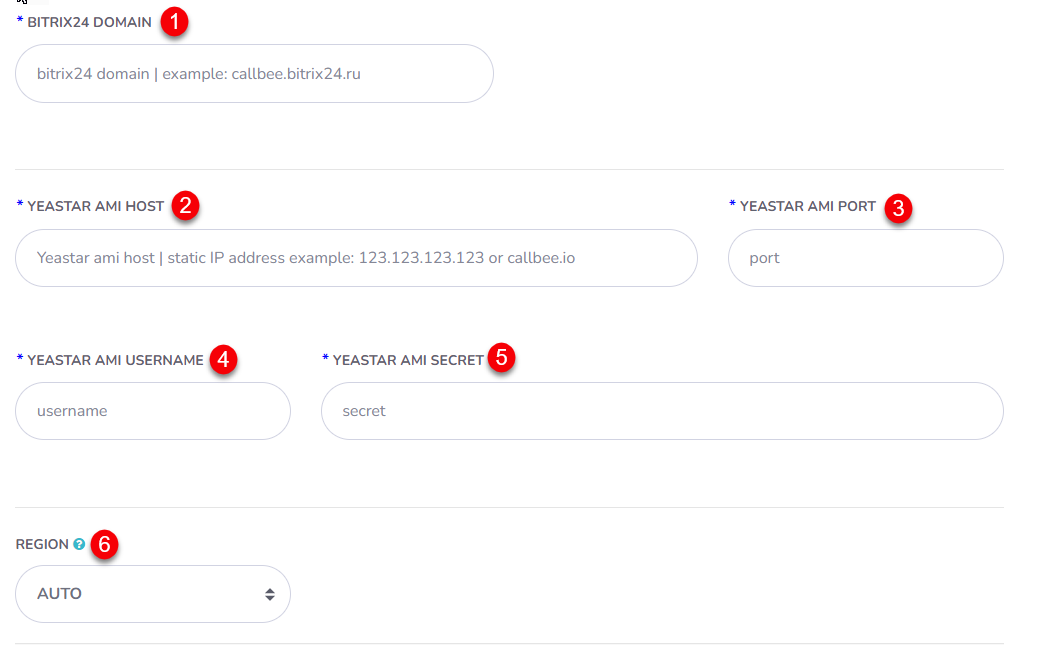 * BITRIX24 DOMAIN 1
bitrix24 domain | example: callbee.bitrix24.ru
* YEASTAR AMI HOST 2
* YEASTAR AMI PORT 3
Yeastar ami host | static IP address example: 123.123.123.123 or callbee.io
port
* YEASTAR AMI USERNAME 4
* YEASTAR AMI SECRET 5
username
secret
REGION ? 6
AUTO